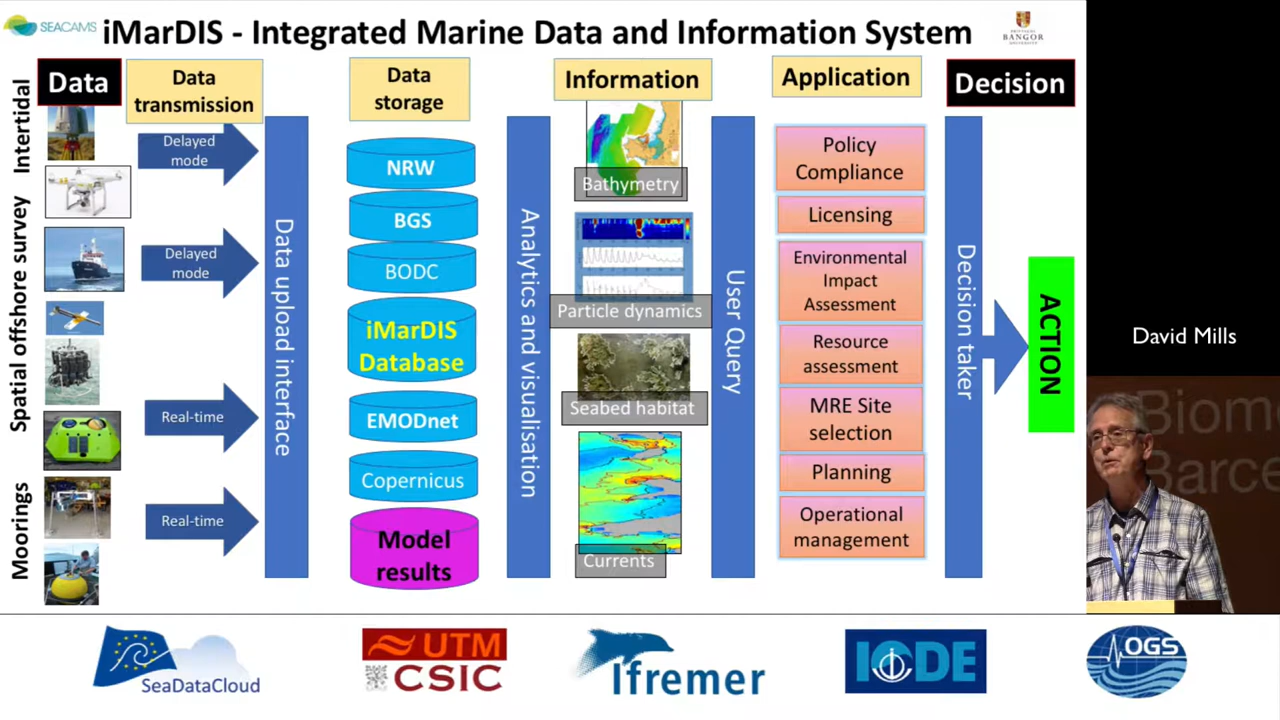 SEACAMS
iMarDIS - Integrated Marine Data and Information System
BANGOR
Data
Data
transmission
Data
storage
Information
Application
Decision
Intertidal
Spatial offshore survey
Moorings
Delayed
mode
Delayed
mode
Real-time
Real-time
Data upload interface
NRW
BGS
BODC
iMarDIS
Database
EMODnet
Copernicus
Model
results
Analytics and visualisation
Bathymetry
Particle dynamics
Seabed habitat
Currents
User Query
Policy
Compliance
Licensing
Environmental
Impact
Assessment
Resource
assessment
MRE Site
selection
Planning
Operational
management
Decision taker
ACTION
David Mills
Biome
Barce
SeaDataCloud
UTM
CSIC
Ifremer
IODE
OGS